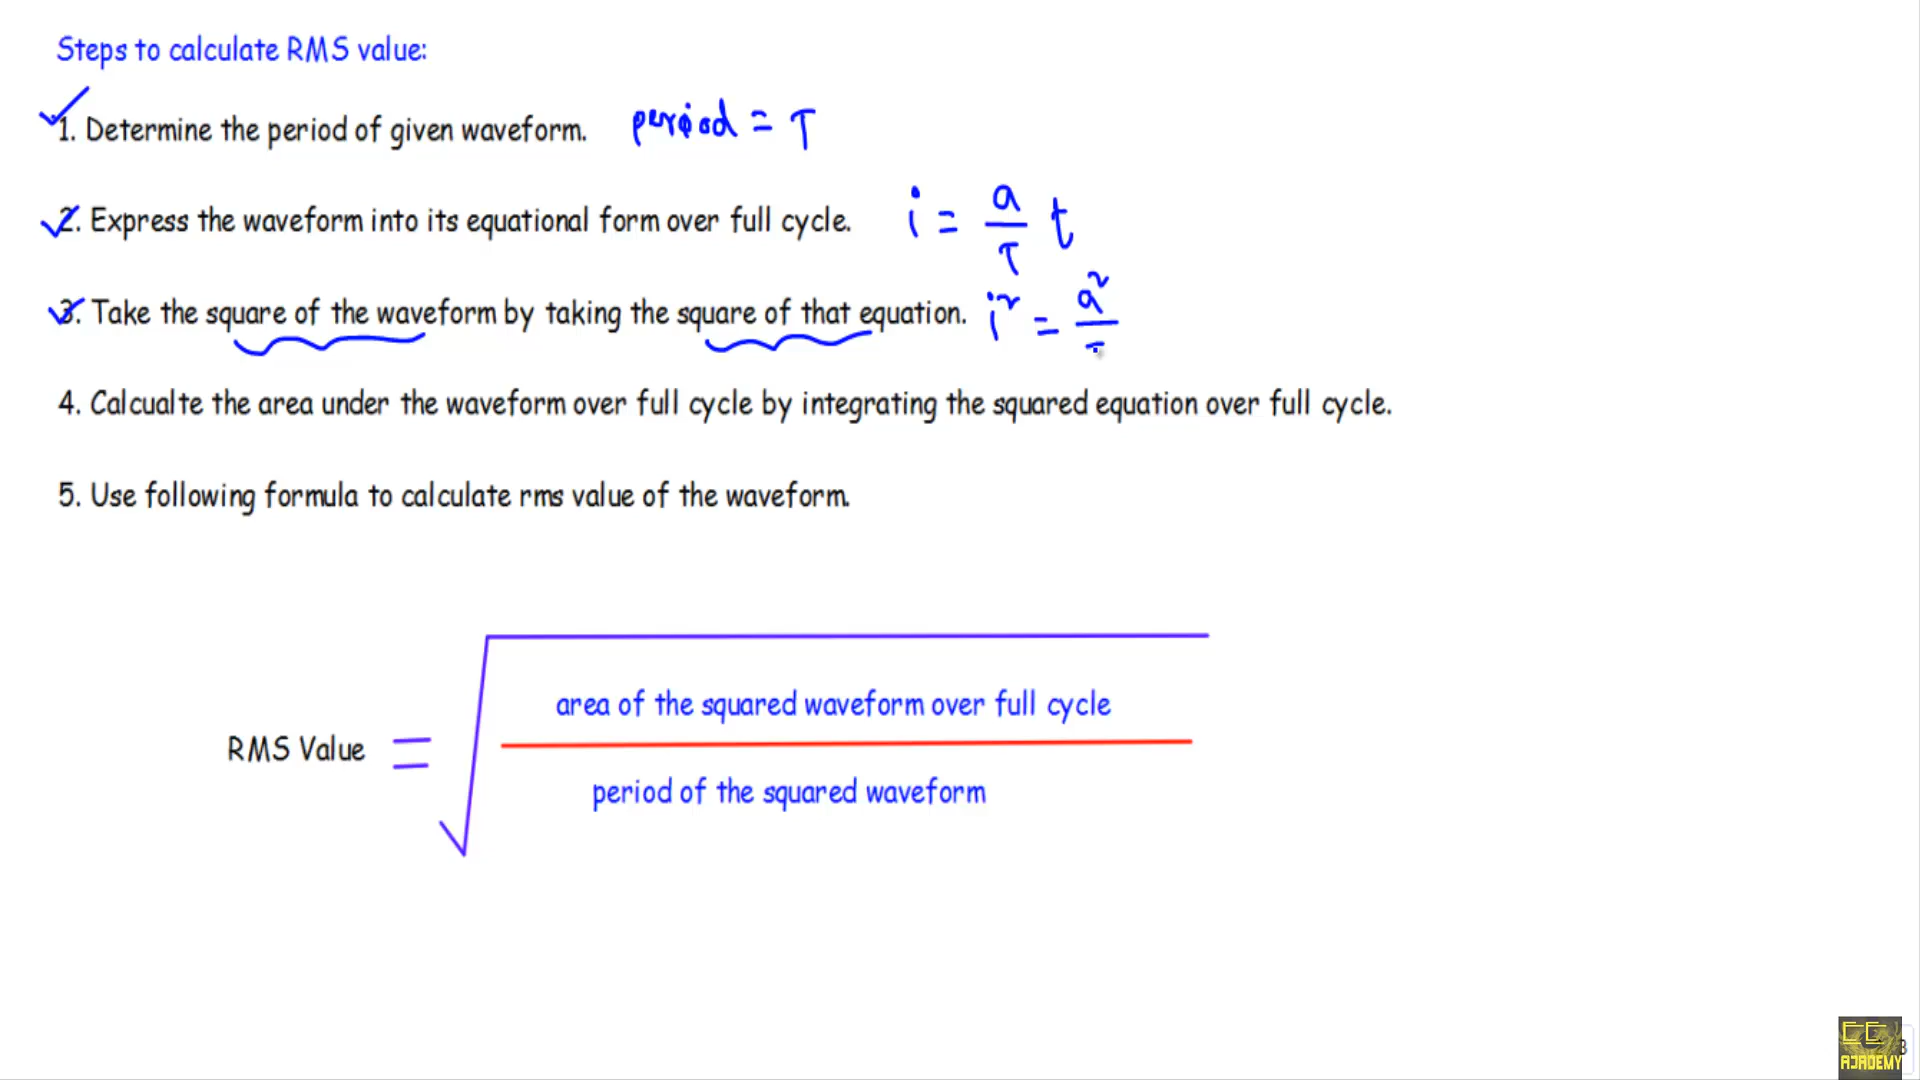 Steps to calculate RMS value:
1. Determine the period of given waveform. period = T
2. Express the waveform into its equational form over full cycle. i = a/T t
3. Take the square of the waveform by taking the square of that equation. i² = a²/
4. Calcualte the area under the waveform over full cycle by integrating the squared equation over full cycle.
5. Use following formula to calculate rms value of the waveform.
area of the squared waveform over full cycle
RMS Value = √
period of the squared waveform
EE
AJADEMY